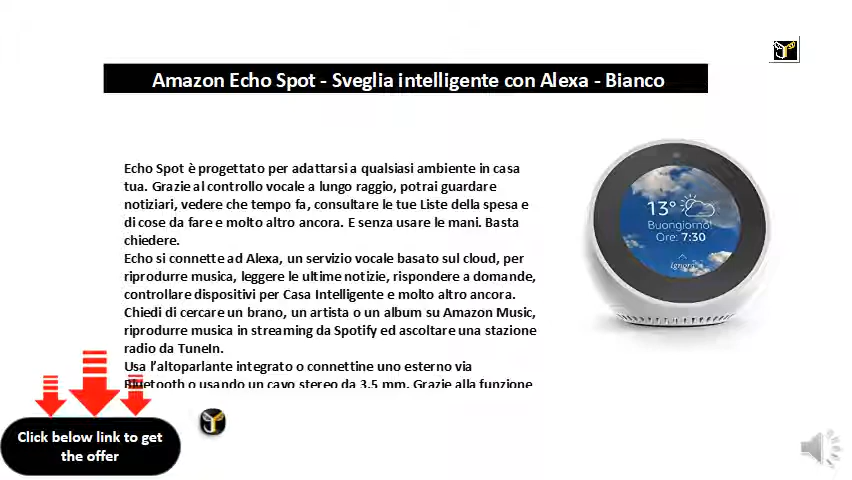 Amazon Echo Spot - Sveglia intelligente con Alexa - Bianco
Echo Spot è progettato per adattarsi a qualsiasi ambiente in casa
tua. Grazie al controllo vocale a lungo raggio, potrai guardare
notiziari, vedere che tempo fa, consultare le tue Liste della spesa e
di cose da fare e molto altro ancora. E senza usare le mani. Basta
chiedere.
Echo si connette ad Alexa, un servizio vocale basato sul cloud, per
riprodurre musica, leggere le ultime notizie, rispondere a domande,
controllare dispositivi per Casa Intelligente e molto altro ancora.
Chiedi di cercare un brano, un artista o un album su Amazon Music,
riprodurre musica in streaming da Spotify ed ascoltare una stazione
radio da TuneIn.
Usa l’altoparlante integrato o connettine uno esterno via
Bluetooth o usando un cavo stereo da 3,5 mm. Grazie alla funzione
13°
Buongiorno!
Ore: 7:30
Ignora
Click below link to get
the offer